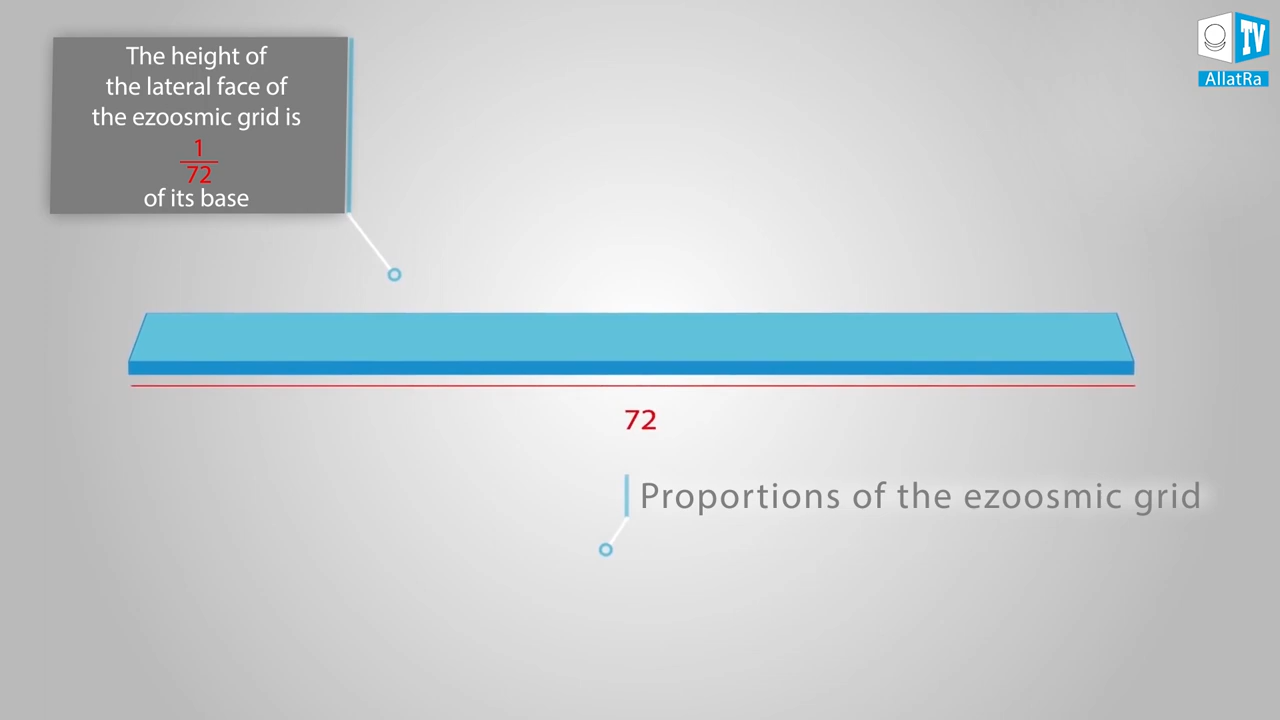 The height of
the lateral face of
the ezoosmic grid is
1
72
of its base
TV
AllatRa
72
Proportions of the ezoosmic grid